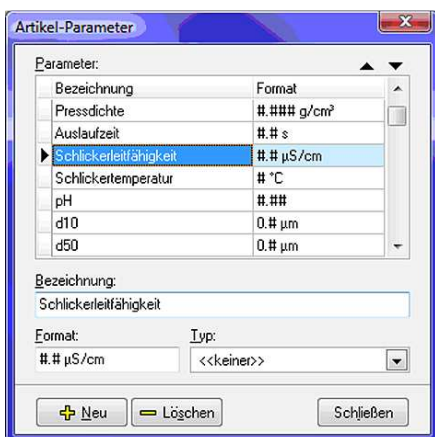 Artikel-Parameter
Parameter:
Bezeichnung Format
Pressdichte #.### g/cm³
Auslaufzeit #.# s
Schlickerleitfähigkeit #.# µS/cm
Schlickertemperatur # °C
pH #.##
d10 0.# µm
d50 0.# µm
Bezeichnung:
Schlickerleitfähigkeit
Format: Typ:
#.# µS/cm <<keiner>>
Neu Löschen Schließen